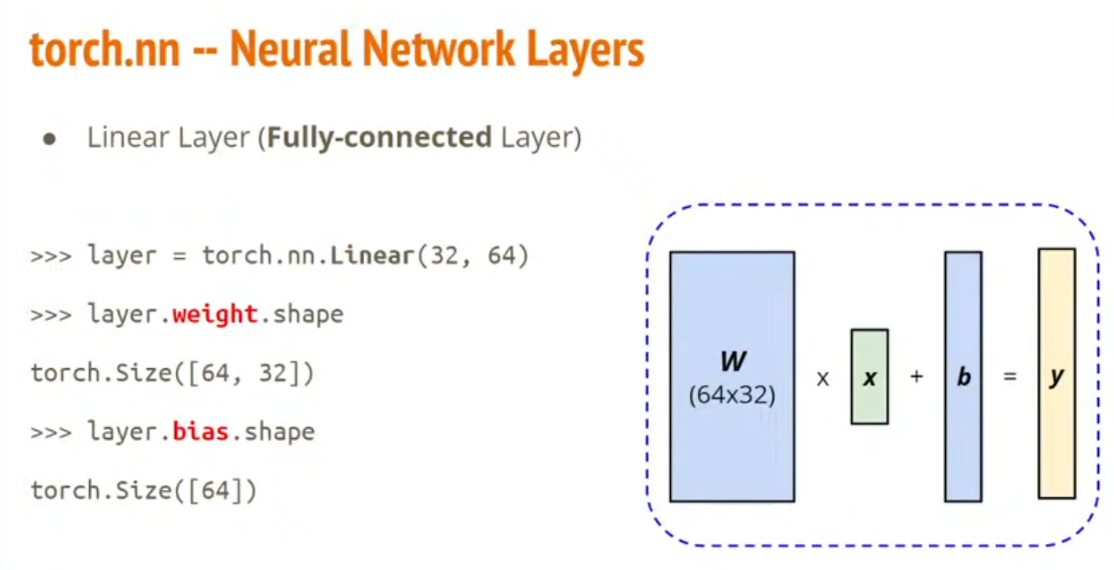 torch.nn -- Neural Network Layers
● Linear Layer (Fully-connected Layer)
>>> layer = torch.nn.Linear(32, 64)
>>> layer.weight.shape
torch.Size([64, 32])
>>> layer.bias.shape
torch.Size([64])
W
(64x32)
x x + b = y